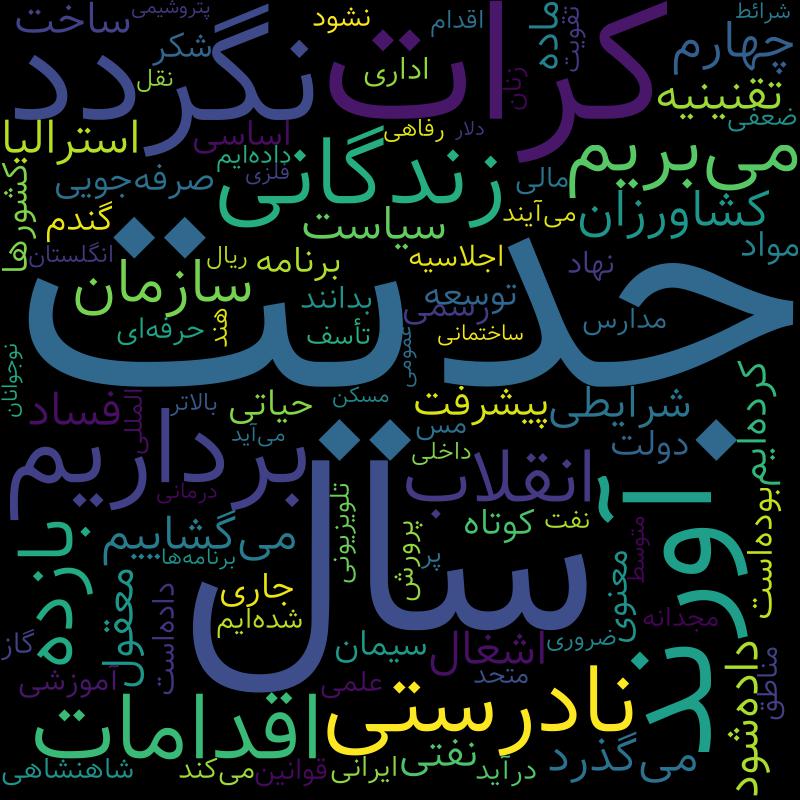 ساخت
پتروشیمی
نشود
اقدام
ماده
تقویت
شرائط
شکر
نقل
نگردد
کرات
اداری
زنان
چهارم
تقنینیه
ضعفی
استرالیا
اساسی
داده‌ایم
فلزی
رفاهی
دلار
می‌بریم
کشورها
صرفه‌جویی
زندگانی
مالی
کشاورزان
گندم
سیاست
می‌آیند
مواد
انگلستان
ریال
برنامه
اجلاسیه
نهاد
سازمان
بدانند
توسعه
رسمی
جدیت
حرفه‌ای
هند
تأسف
عمومی
ساختمانی
مدارس
نوجوانان
فساد
المللی
بالاتر
حیاتی
مسکن
پیشرفت
شرایطی
کرده‌ایم
می‌آید
مس
داخلی
دولت
برداریم
درمانی
انقلاب
سال
تلویزیونی
پرورش
پر
کوتاه
نفت
آورند
بوده‌است
بازده
می‌گشاییم
برنامه‌ها
معقول
داده‌است
جاری
شده‌ایم
معنوی
متوسط
مجدانه
گاز
آموزشی
سیمان
اشغال
ضروری
متحد
علمی
مناطق
داده‌شود
اقدامات
نادرستی
شاهنشاهی
می‌کند
قوانین
ایرانی
نفتی
درآید
می‌گذرد